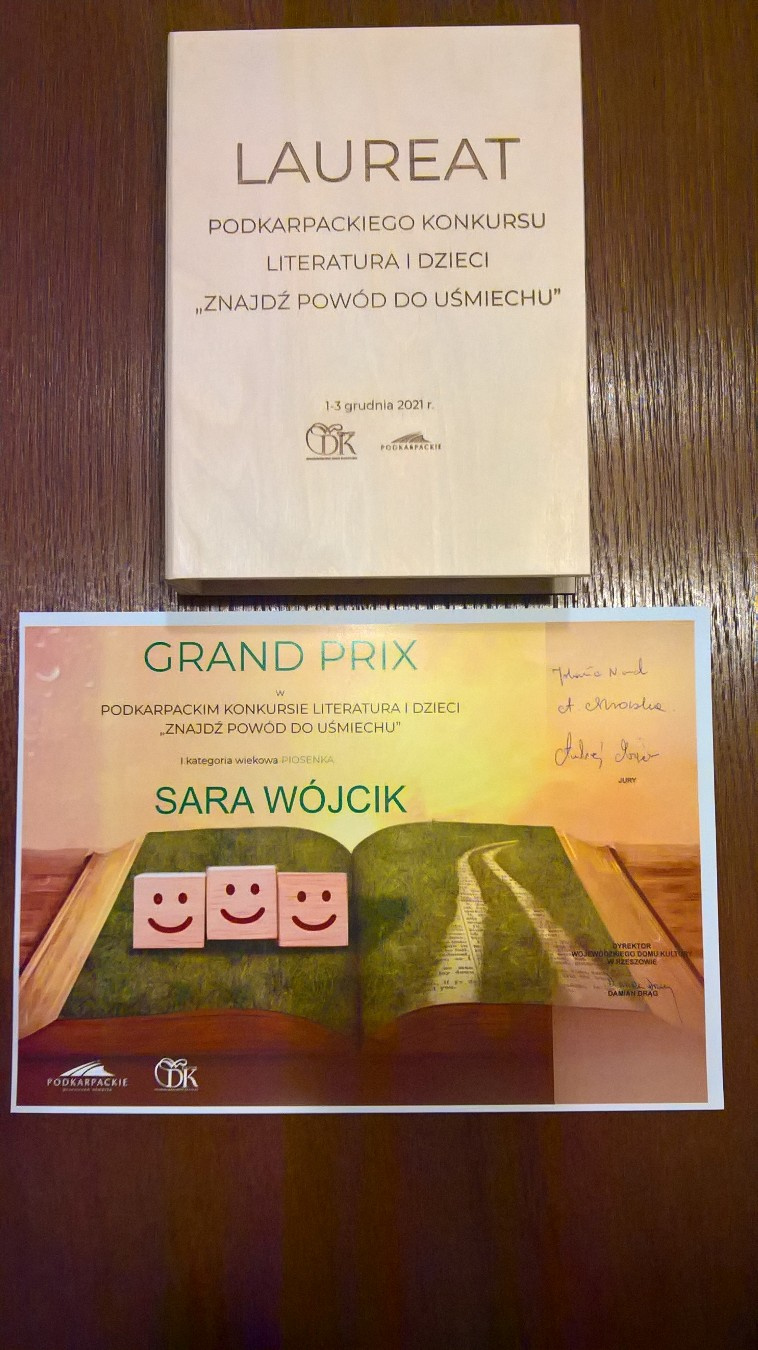 LAUREAT
PODKARPACKIEGO KONKURSU
LITERATURA I DZIECI
„ZNAJDŹ POWÓD DO UŚMIECHU”
1-3 grudnia 2021 r.
DK
PODKARPACKIE
GRAND PRIX
w
PODKARPACKIM KONKURSIE LITERATURA I DZIECI
„ZNAJDŹ POWÓD DO UŚMIECHU”
I kategoria wiekowa PIOSENKA
SARA WÓJCIK
JURY
DYREKTOR
WOJEWÓDZKIEGO DOMU KULTURY
W RZESZOWIE
DAMIAN DRĄG
PODKARPACKIE
DK